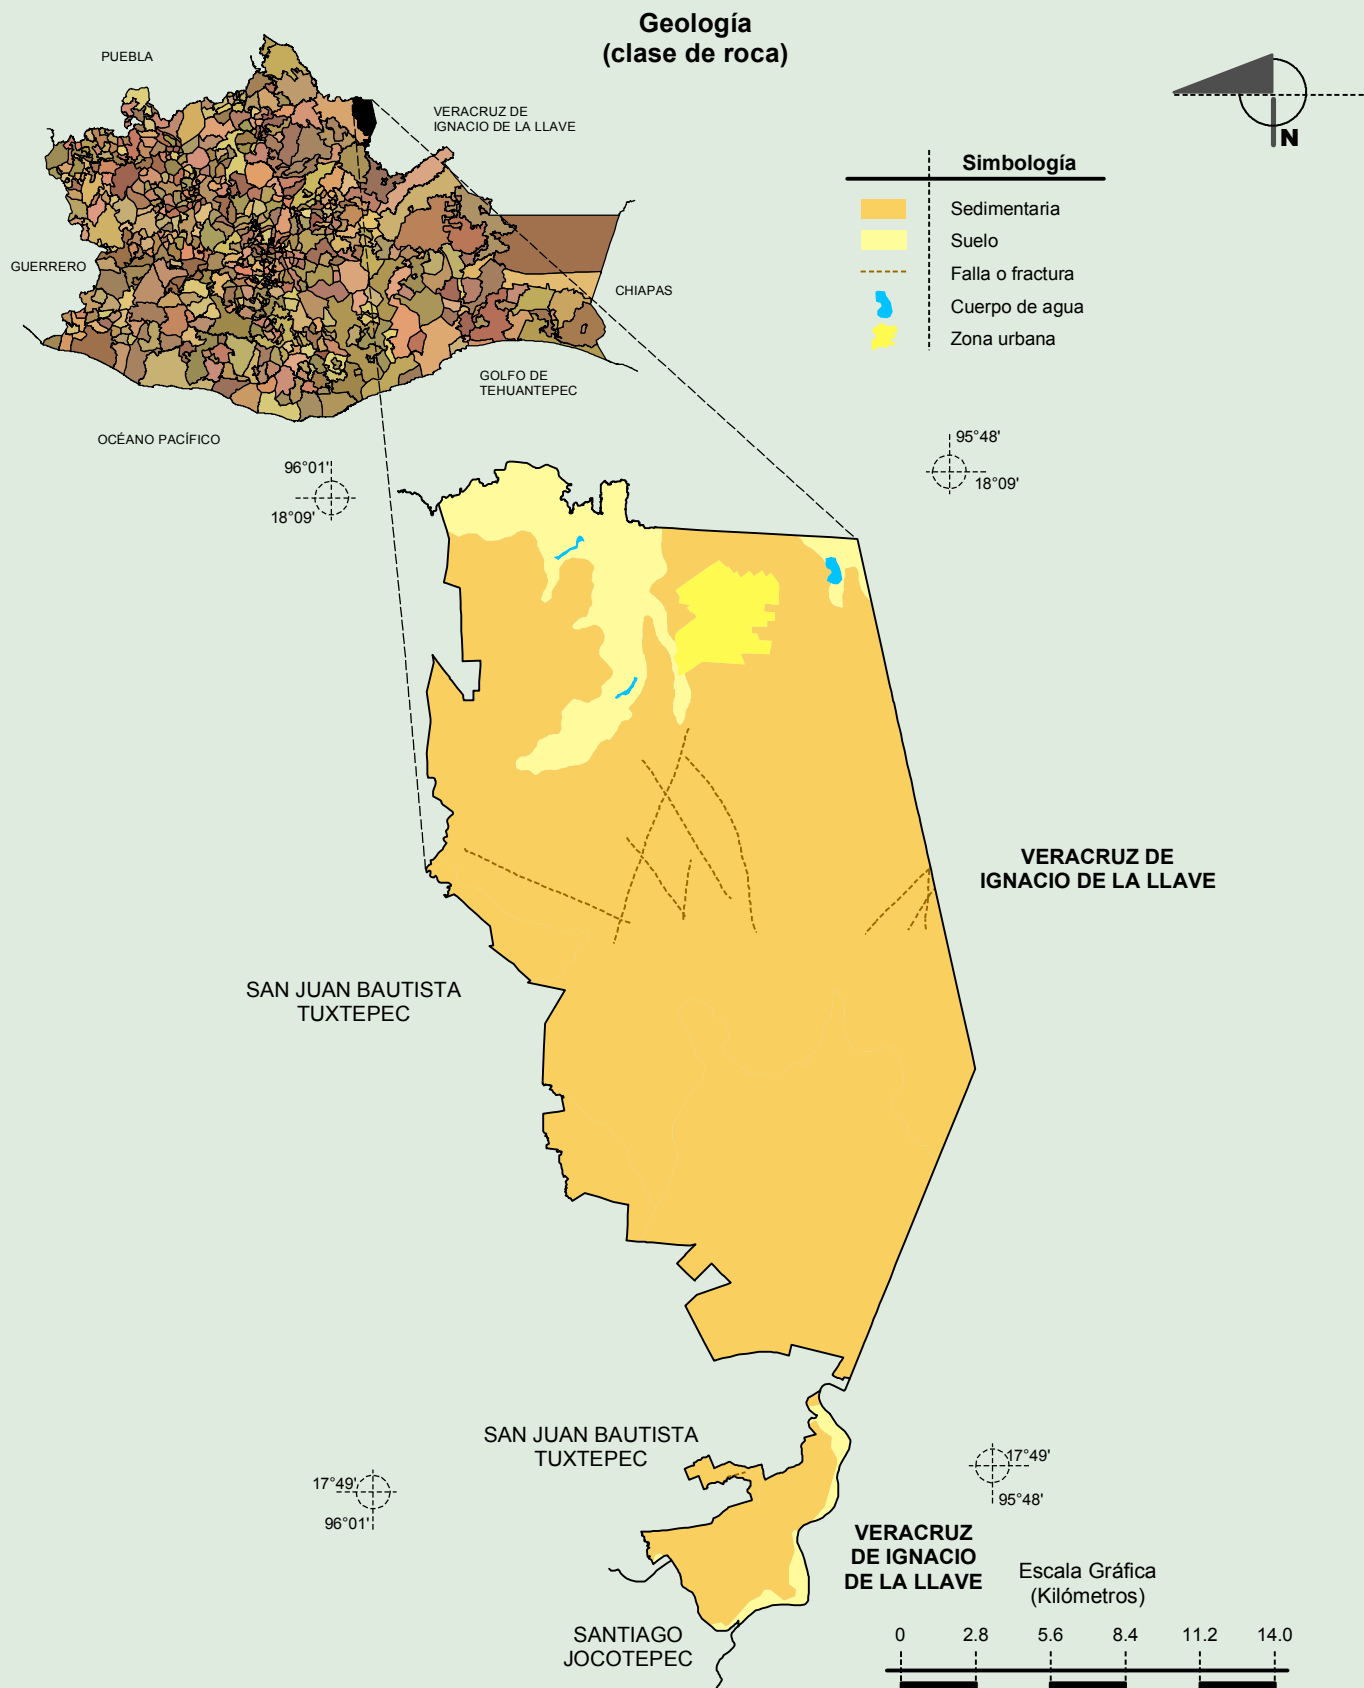 Geología
(clase de roca)
PUEBLA
VERACRUZ DE
IGNACIO DE LA LLAVE
GUERRERO
CHIAPAS
GOLFO DE
TEHUANTEPEC
OCÉANO PACÍFICO
N
Simbología
Sedimentaria
Suelo
Falla o fractura
Cuerpo de agua
Zona urbana
96°01'
18°09'
95°48'
18°09'
VERACRUZ DE
IGNACIO DE LA LLAVE
SAN JUAN BAUTISTA
TUXTEPEC
SAN JUAN BAUTISTA
TUXTEPEC
17°49'
96°01'
17°49'
95°48'
VERACRUZ
DE IGNACIO
DE LA LLAVE
SANTIAGO
JOCOTEPEC
Escala Gráfica
(Kilómetros)
0 2.8 5.6 8.4 11.2 14.0